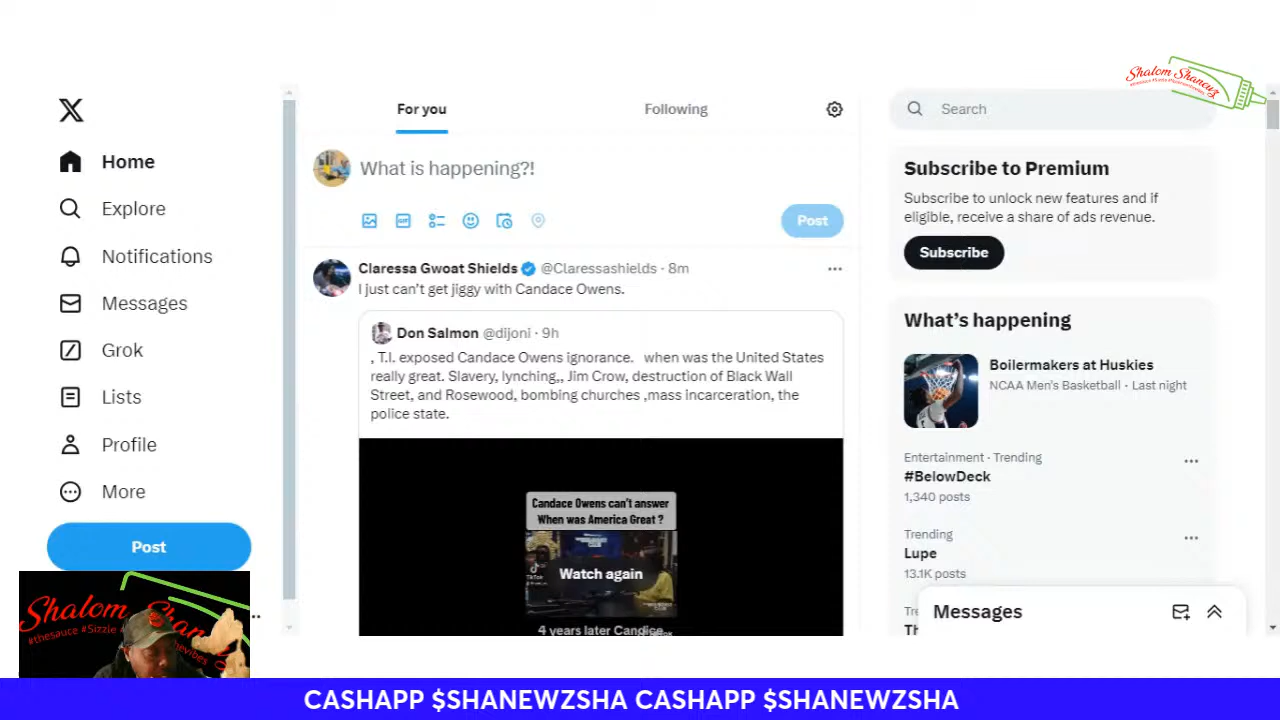 Shalom Shanewz
For you
Following
Search
Home
What is happening?!
Subscribe to Premium
Subscribe to unlock new features and if
eligible, receive a share of ads revenue.
Explore
Post
Subscribe
Notifications
Claressa Gwoat Shields @Claressashields · 8m
I just can't get jiggy with Candace Owens.
Messages
What's happening
Don Salmon @dijoni · 9h
, T.I. exposed Candace Owens ignorance. when was the United States
really great. Slavery, lynching,, Jim Crow, destruction of Black Wall
Street, and Rosewood, bombing churches ,mass incarceration, the
police state.
Grok
Boilermakers at Huskies
NCAA Men's Basketball · Last night
Lists
Profile
Entertainment · Trending
#BelowDeck
1,340 posts
More
Candace Owens can't answer
When was America Great ?
Trending
Lupe
13.1K posts
Post
Watch again
4 years later Candice
Messages
Shalom Shanewz
#thesauce #Sizzle
CASHAPP $SHANEWZSHA CASHAPP $SHANEWZSHA